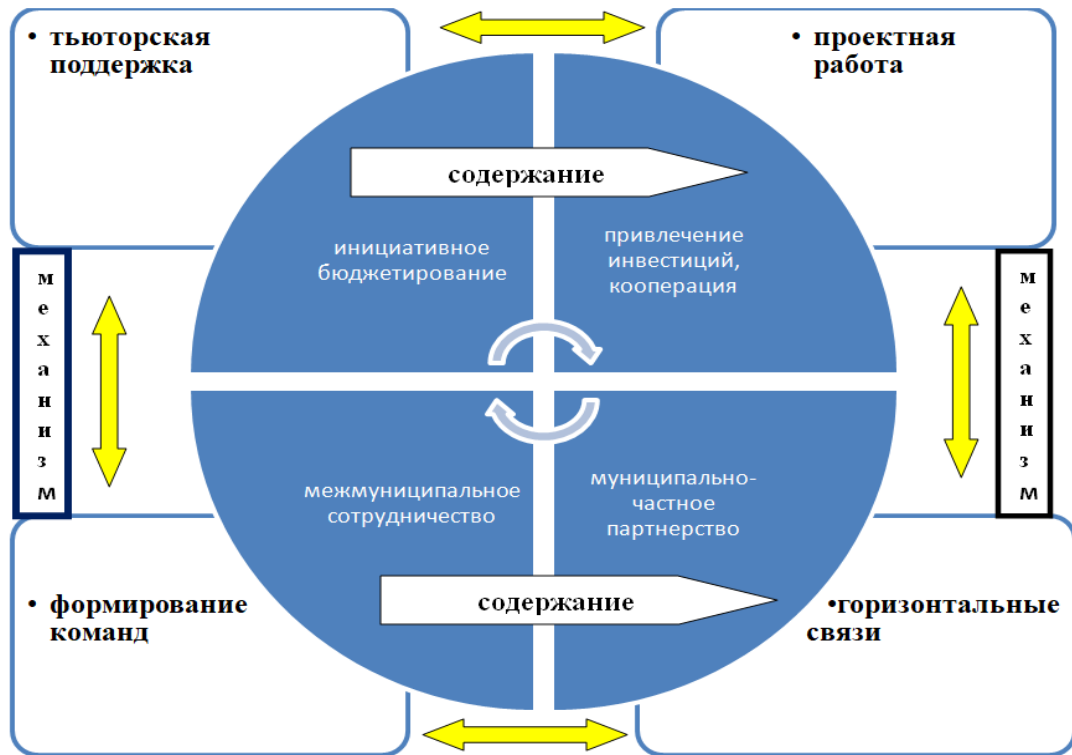 • тьюторская
поддержка
• проектная
работа
содержание
инициативное
бюджетирование
привлечение
инвестиций,
кооперация
м
е
х
а
н
и
з
м
м
е
х
а
н
и
з
м
межмуниципальное
сотрудничество
муниципально-
частное
партнерство
содержание
• формирование
команд
•горизонтальные
связи